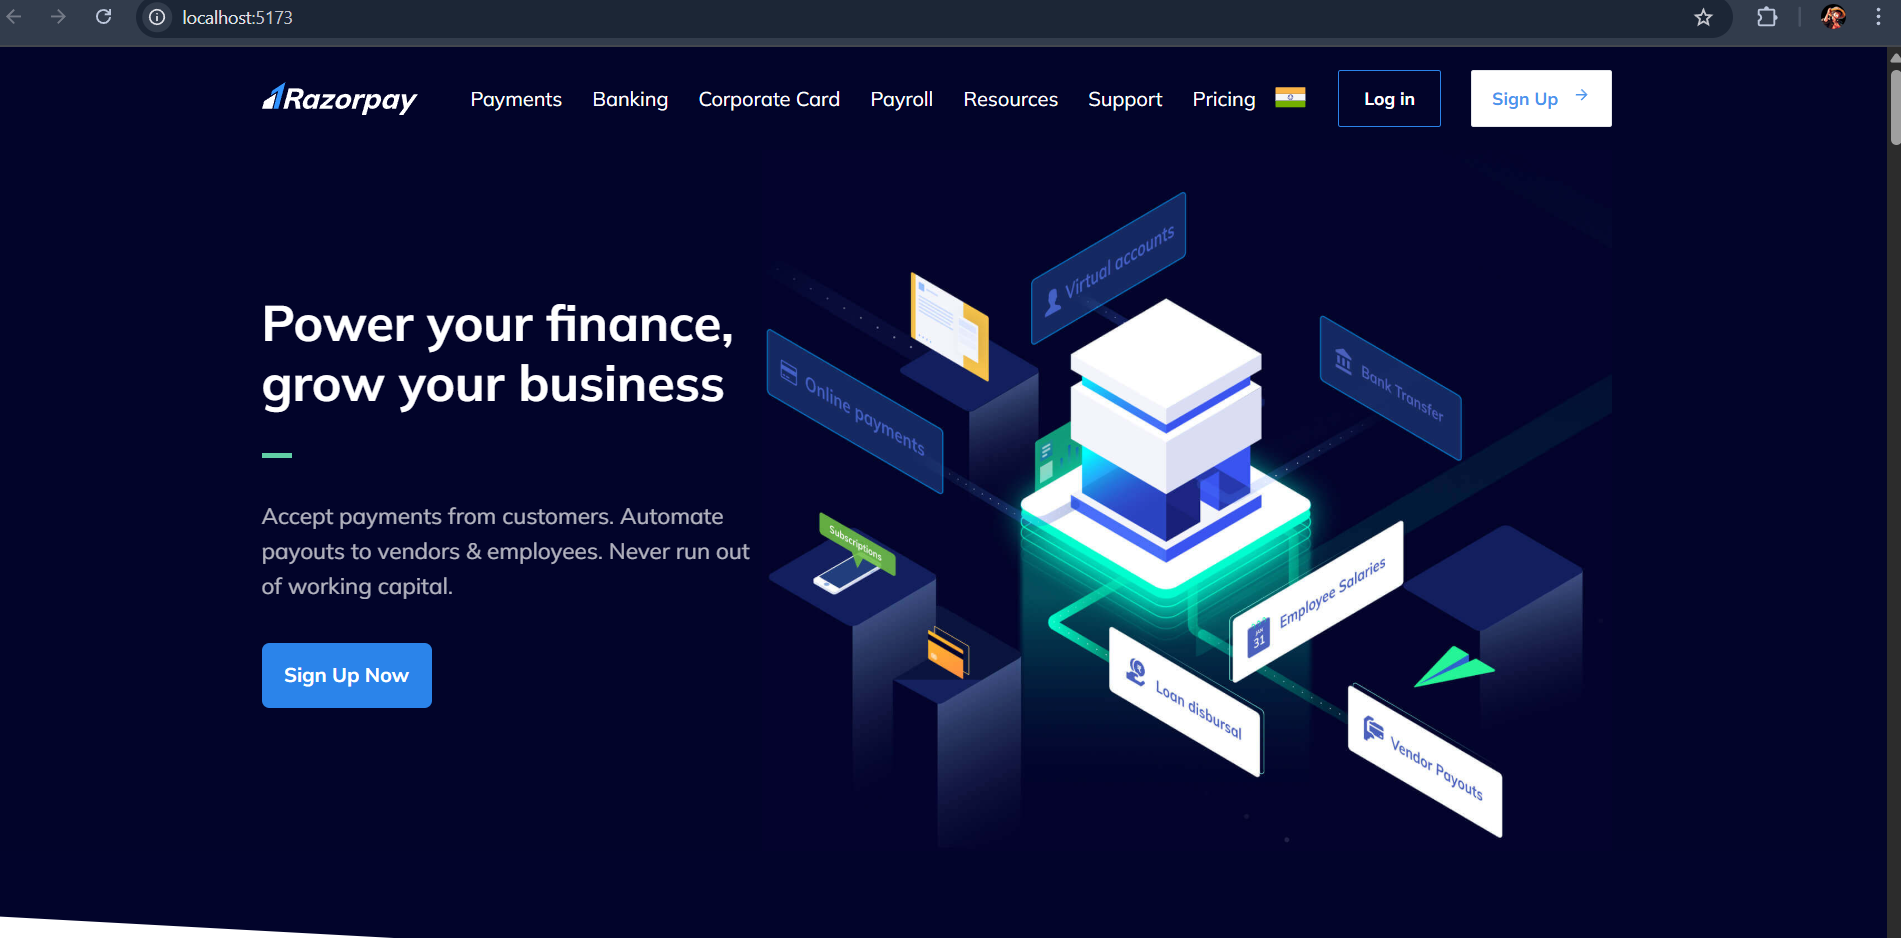 localhost:5173
Razorpay
Payments
Banking
Corporate Card
Payroll
Resources
Support
Pricing
Log in
Sign Up
Power your finance,
grow your business
Accept payments from customers. Automate
payouts to vendors & employees. Never run out
of working capital.
Sign Up Now
Virtual accounts
Online payments
Bank Transfer
Subscriptions
Employee Salaries
JAN
31
Loan disbursal
Vendor Payouts